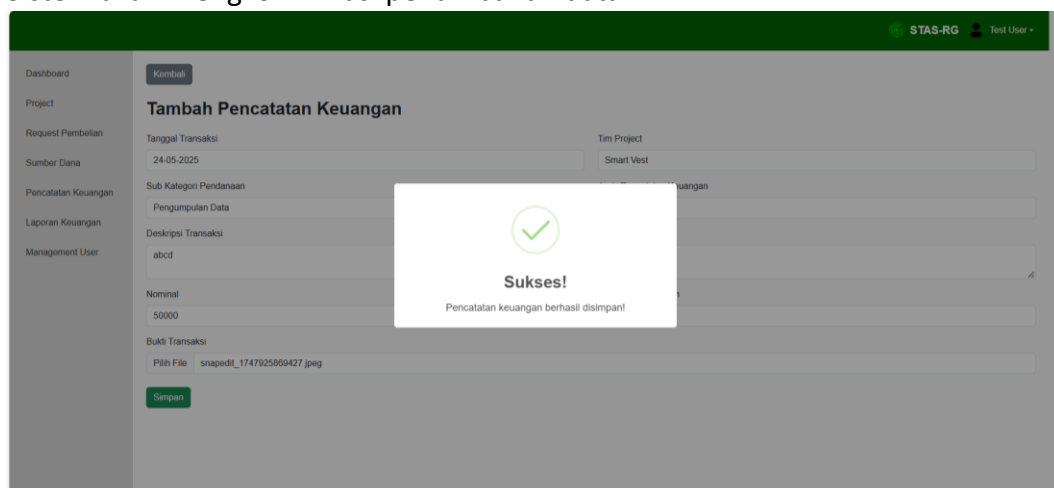 STAS-RG Test User
Dashboard
Kembali
Project
Tambah Pencatatan Keuangan
Request Pembelian
Tanggal Transaksi
Tim Project
Sumber Dana
24-05-2025
Smart Vest
Pencatatan Keuangan
Sub Kategori Pendanaan
Pengumpulan Data
Laporan Keuangan
Deskripsi Transaksi
Management User
abcd
Sukses!
Pencatatan keuangan berhasil disimpan!
Nominal
50000
Bukti Transaksi
Pilih File snapedit_1747925869427.jpeg
Simpan